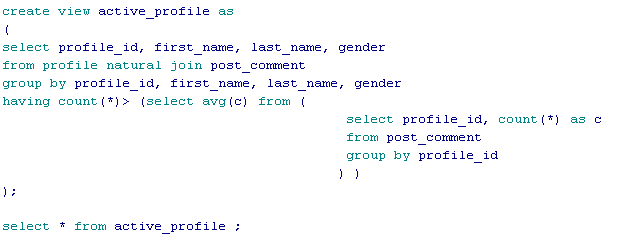 create view active_profile as
(
select profile_id, first_name, last_name, gender
from profile natural join post_comment
group by profile_id, first_name, last_name, gender
having count(*)> (select avg(c) from (
select profile_id, count(*) as c
from post_comment
group by profile_id
) )
);
select * from active_profile ;